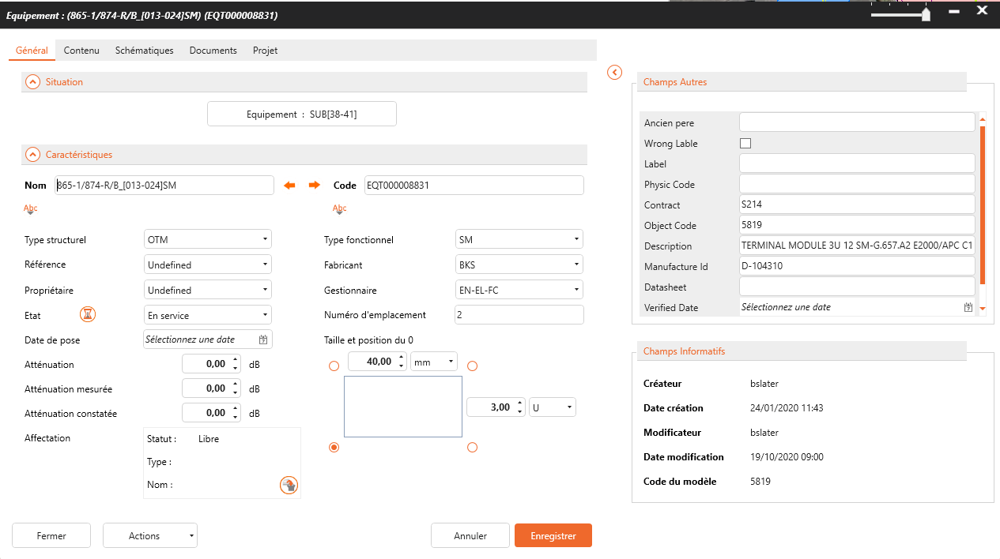 Equipement : (865-1/874-R/B_[013-024]SM) (EQT000008831)
Général Contenu Schématiques Documents Projet
Situation
Equipement : SUB[38-41]
Caractéristiques
Nom 865-1/874-R/B_[013-024]SM Code EQT000008831
Abc Abc
Type structurel OTM Type fonctionnel SM
Référence Undefined Fabricant BKS
Propriétaire Undefined Gestionnaire EN-EL-FC
Etat En service Numéro d'emplacement 2
Date de pose Sélectionnez une date Taille et position du 0
Atténuation 0,00 dB 40,00 mm
Atténuation mesurée 0,00 dB
Atténuation constatée 0,00 dB 3,00 U
Affectation Statut : Libre
Type :
Nom :
Fermer Actions Annuler Enregistrer
Champs Autres
Ancien pere
Wrong Lable
Label
Physic Code
Contract S214
Object Code 5819
Description TERMINAL MODULE 3U 12 SM-G.657.A2 E2000/APC C1
Manufacture Id D-104310
Datasheet
Verified Date Sélectionnez une date
Champs Informatifs
Créateur bslater
Date création 24/01/2020 11:43
Modificateur bslater
Date modification 19/10/2020 09:00
Code du modèle 5819